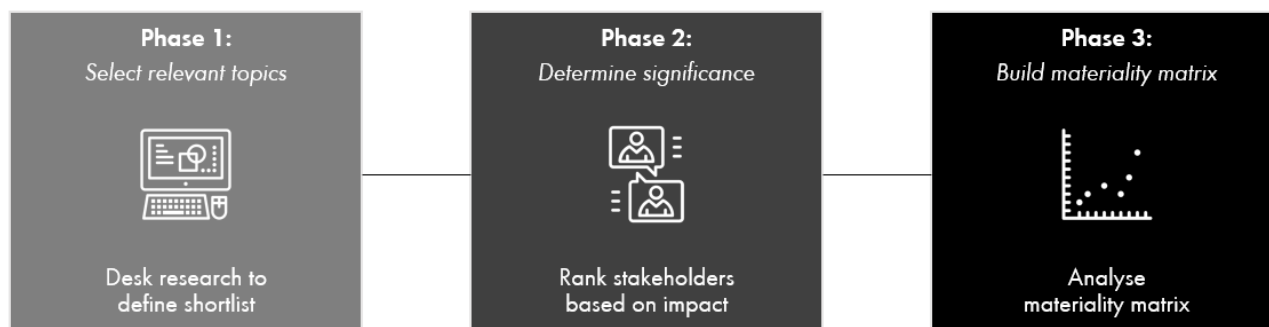 Phase 1:
Select relevant topics
Desk research to
define shortlist
Phase 2:
Determine significance
Rank stakeholders
based on impact
Phase 3:
Build materiality matrix
Analyse
materiality matrix